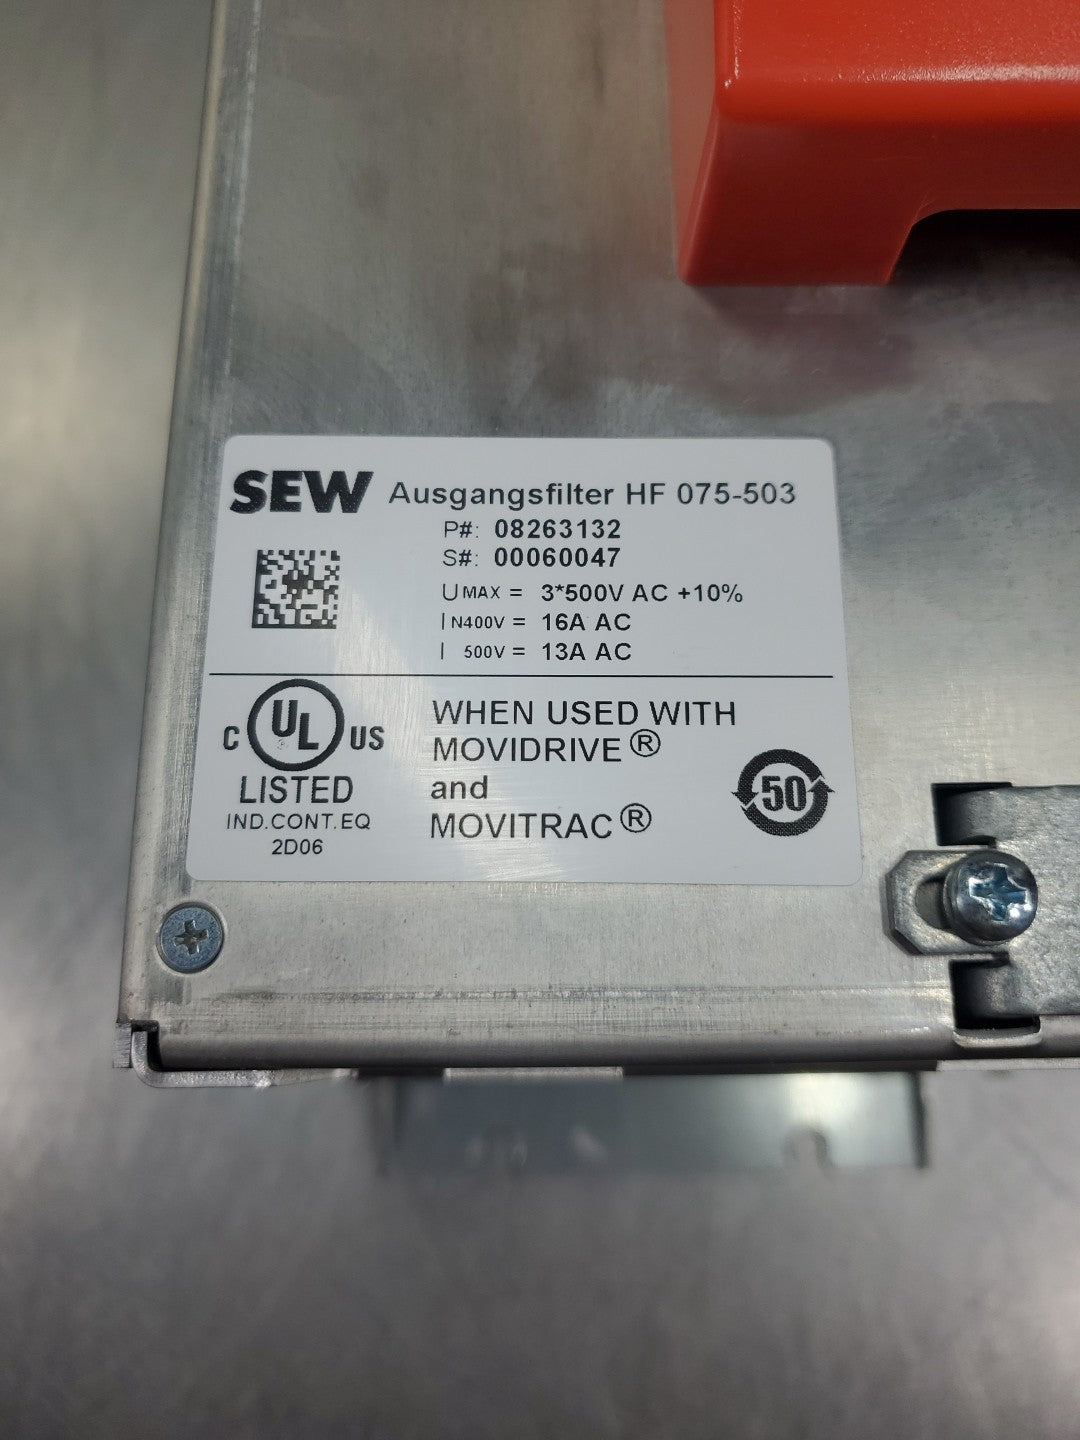 SEW Ausgangsfilter HF 075-503
P#: 08263132
S#: 00060047
UMAX = 3*500V AC +10%
IN400V = 16A AC
I 500V = 13A AC
C UL US
LISTED
IND.CONT.EQ
2D06
WHEN USED WITH
MOVIDRIVE®
and
MOVITRAC®
50